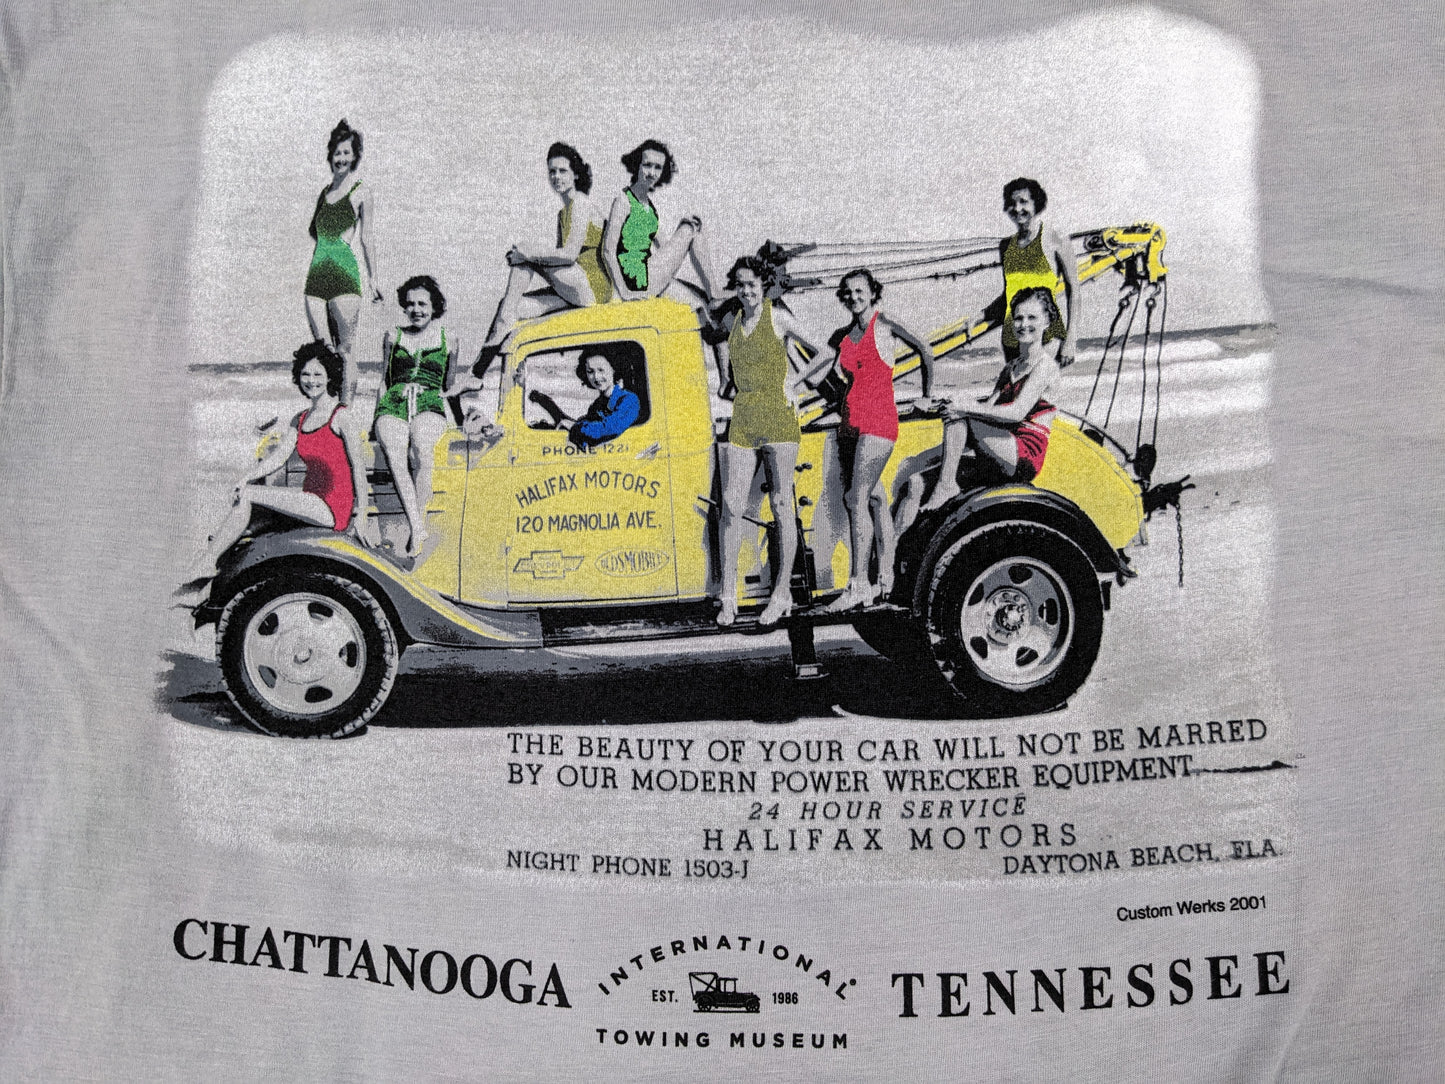 PHONE 1221
HALIFAX MOTORS
120 MAGNOLIA AVE.
OLDSMOBILE
THE BEAUTY OF YOUR CAR WILL NOT BE MARRED
BY OUR MODERN POWER WRECKER EQUIPMENT
24 HOUR SERVICE
HALIFAX MOTORS
NIGHT PHONE 1503-J
DAYTONA BEACH, FLA.
Custom Werks 2001
CHATTANOOGA
INTERNATIONAL
EST. 1986
TOWING MUSEUM
TENNESSEE